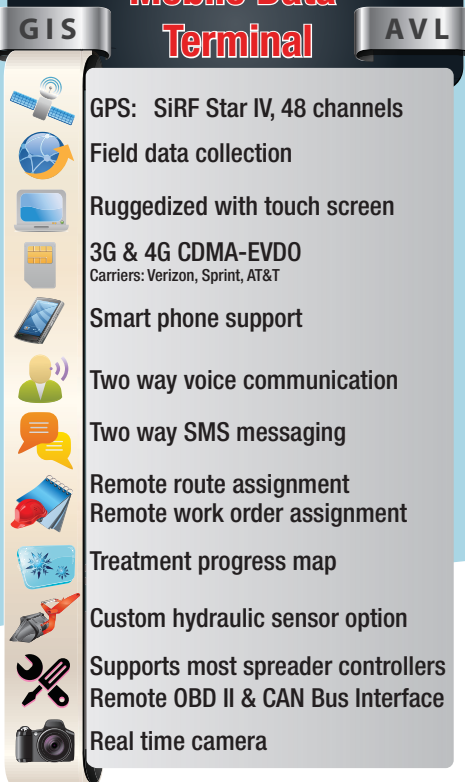 Mobile Data
GIS
Terminal
AVL
GPS: SiRF Star IV, 48 channels
Field data collection
Ruggedized with touch screen
3G & 4G CDMA-EVDO
Carriers: Verizon, Sprint, AT&T
Smart phone support
Two way voice communication
Two way SMS messaging
Remote route assignment
Remote work order assignment
Treatment progress map
Custom hydraulic sensor option
Supports most spreader controllers
Remote OBD II & CAN Bus Interface
Real time camera